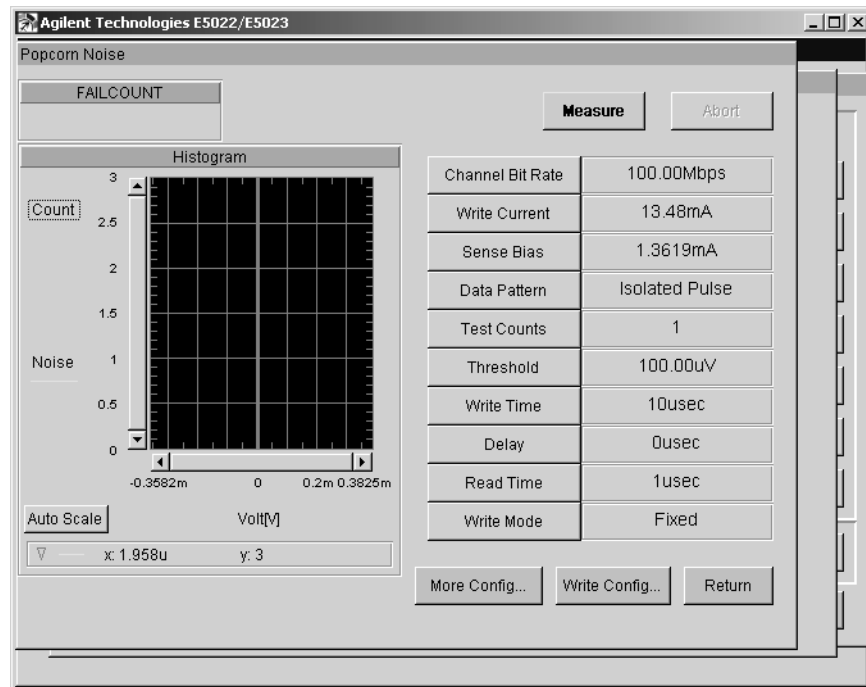 Agilent Technologies E5022/E5023
Popcorn Noise
FAILCOUNT
Measure
Abort
Histogram
Count
3
2.5
2
1.5
Noise
1
0.5
0
-0.3582m 0 0.2m 0.3825m
Auto Scale
Volt[V]
x: 1.958u y: 3
Channel Bit Rate 100.00Mbps
Write Current 13.48mA
Sense Bias 1.3619mA
Data Pattern Isolated Pulse
Test Counts 1
Threshold 100.00uV
Write Time 10usec
Delay 0usec
Read Time 1usec
Write Mode Fixed
More Config... Write Config... Return